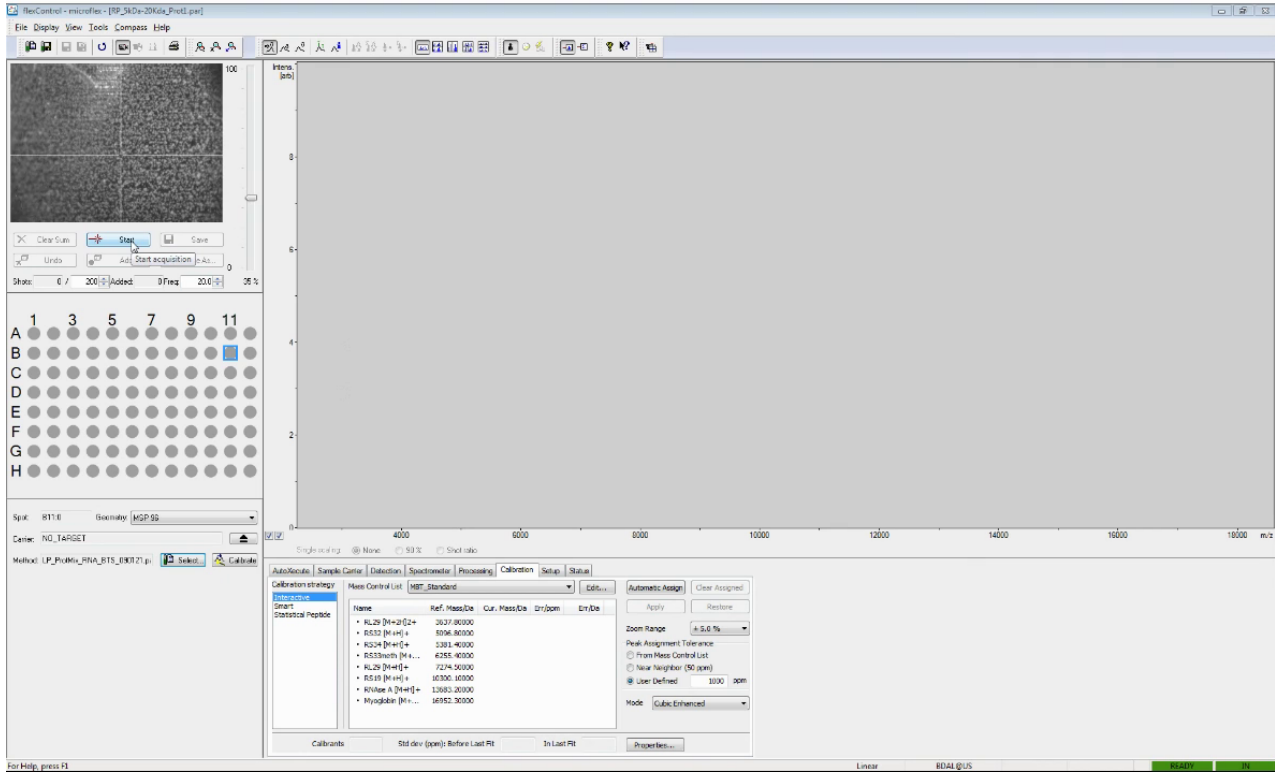 flexControl - microflex - [RP_5kDa-20Kda_Prot1.par]
File Display View Tools Compass Help
100
Clear Sum Start Save
Undo Start acquisition
0
Shots: 0 / 200 Added: 0 Freq: 20.0 35 %
1 3 5 7 9 11
A
B
C
D
E
F
G
H
Spot: B11:0 Geometry: MSP 96
Carrier: NO_TARGET
Method: Select... Calibrate
Intens.
[arb]
8
6
4
2
0
4000 6000 8000 10000 12000 14000 16000 18000 m/z
Single scaling: None 90 % Shot ratio
AutoXecute Sample Carrier Detection Spectrometer Processing Calibration Setup Status
Calibration strategy
Interactive
Smart
Statistical Peptide
Mass Control List MBT_Standard Edit...
Name Ref. Mass/Da Cur. Mass/Da Err/ppm Err/Da
RL29 [M+2H]2+ 3637.80000
RS32 [M+H]+ 5096.80000
RS34 [M+H]+ 5381.40000
RS33meth [M+... 6255.40000
RL29 [M+H]+ 7274.50000
RS19 [M+H]+ 10300.10000
RNAse A [M+H]+ 13683.20000
Myoglobin [M+... 16952.30000
Calibrants Std dev (ppm): Before Last Fit In Last Fit
Automatic Assign Clear Assigned
Apply Restore
Zoom Range ± 5.0 %
Peak Assignment Tolerance
From Mass Control List
Near Neighbor (50 ppm)
User Defined 1000 ppm
Mode Cubic Enhanced
Properties...
For Help, press F1
Linear BDAL@US READY IN